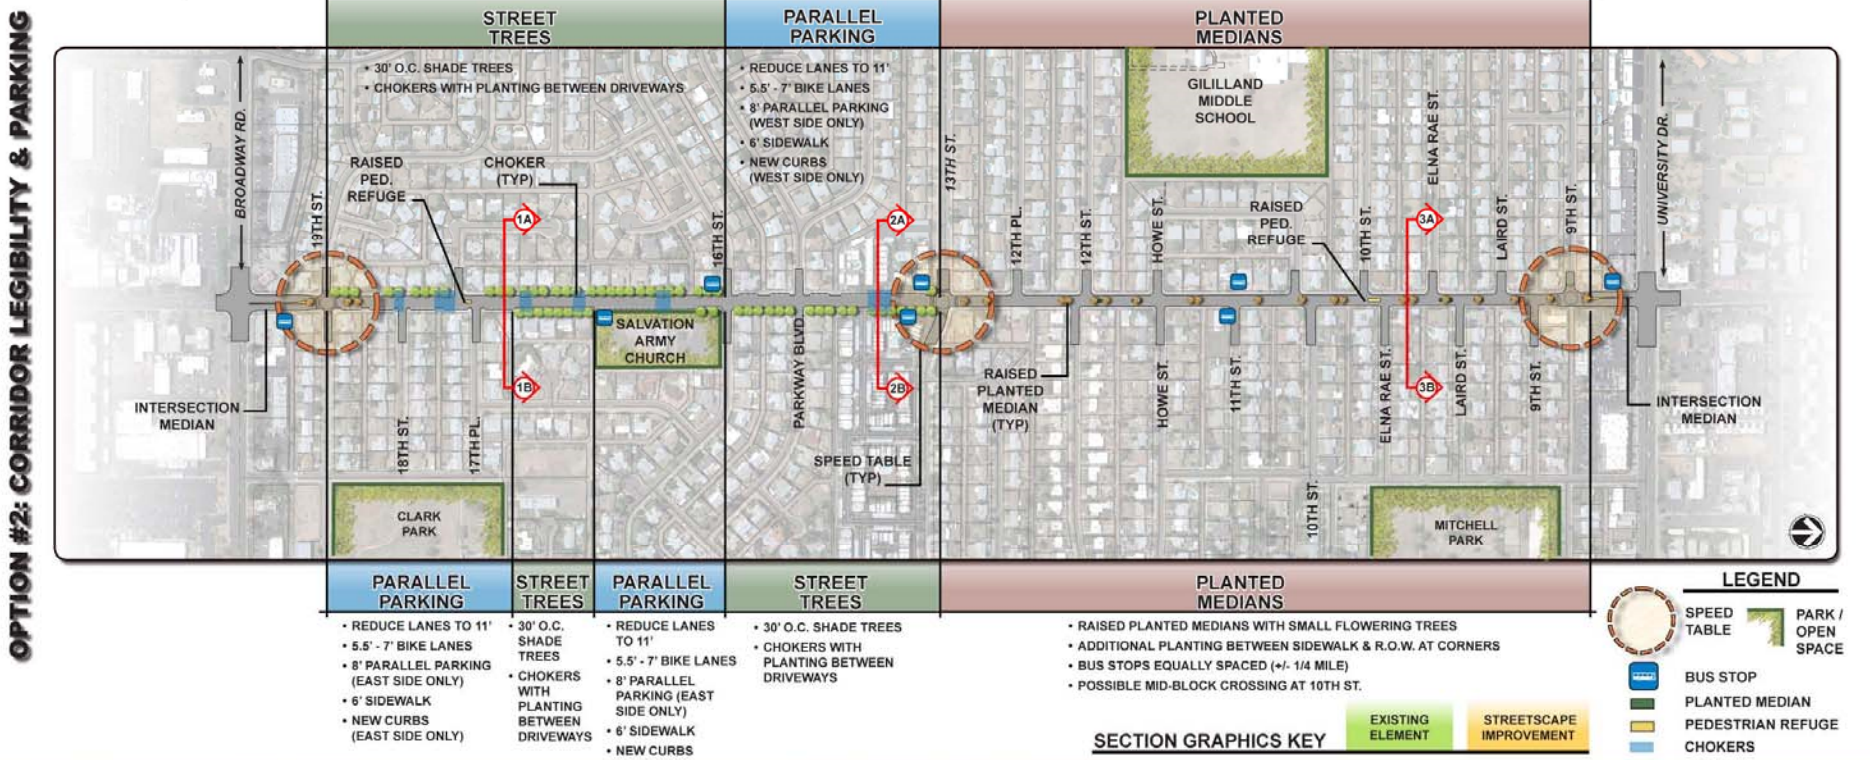 OPTION #2: CORRIDOR LEGIBILITY & PARKING
STREET
TREES
PARALLEL
PARKING
PLANTED
MEDIANS
• 30' O.C. SHADE TREES
• CHOKERS WITH PLANTING BETWEEN DRIVEWAYS
• REDUCE LANES TO 11'
• 5.5' - 7' BIKE LANES
• 8' PARALLEL PARKING
(WEST SIDE ONLY)
• 6' SIDEWALK
• NEW CURBS
(WEST SIDE ONLY)
GILILLAND
MIDDLE
SCHOOL
BROADWAY RD.
19TH ST.
RAISED
PED.
REFUGE
CHOKER
(TYP)
1A
16TH ST.
2A
13TH ST.
12TH PL.
12TH ST.
HOWE ST.
RAISED
PED.
REFUGE
10TH ST.
3A
ELNA RAE ST.
LAIRD ST.
9TH ST.
UNIVERSITY DR.
SALVATION
ARMY
CHURCH
INTERSECTION
MEDIAN
18TH ST.
17TH PL.
1B
PARKWAY BLVD.
2B
SPEED TABLE
(TYP)
RAISED
PLANTED
MEDIAN
(TYP)
HOWE ST.
11TH ST.
10TH ST.
ELNA RAE ST.
3B
LAIRD ST.
9TH ST.
INTERSECTION
MEDIAN
CLARK
PARK
MITCHELL
PARK
PARALLEL
PARKING
• REDUCE LANES TO 11'
• 5.5' - 7' BIKE LANES
• 8' PARALLEL PARKING
(EAST SIDE ONLY)
• 6' SIDEWALK
• NEW CURBS
(EAST SIDE ONLY)
STREET
TREES
• 30' O.C.
SHADE
TREES
• CHOKERS
WITH
PLANTING
BETWEEN
DRIVEWAYS
PARALLEL
PARKING
• REDUCE LANES
TO 11'
• 5.5' - 7' BIKE LANES
• 8' PARALLEL
PARKING (EAST
SIDE ONLY)
• 6' SIDEWALK
• NEW CURBS
STREET
TREES
• 30' O.C. SHADE TREES
• CHOKERS WITH
PLANTING BETWEEN
DRIVEWAYS
PLANTED
MEDIANS
• RAISED PLANTED MEDIANS WITH SMALL FLOWERING TREES
• ADDITIONAL PLANTING BETWEEN SIDEWALK & R.O.W. AT CORNERS
• BUS STOPS EQUALLY SPACED (+/- 1/4 MILE)
• POSSIBLE MID-BLOCK CROSSING AT 10TH ST.
SECTION GRAPHICS KEY
EXISTING
ELEMENT
STREETSCAPE
IMPROVEMENT
LEGEND
SPEED
TABLE
PARK /
OPEN
SPACE
BUS STOP
PLANTED MEDIAN
PEDESTRIAN REFUGE
CHOKERS